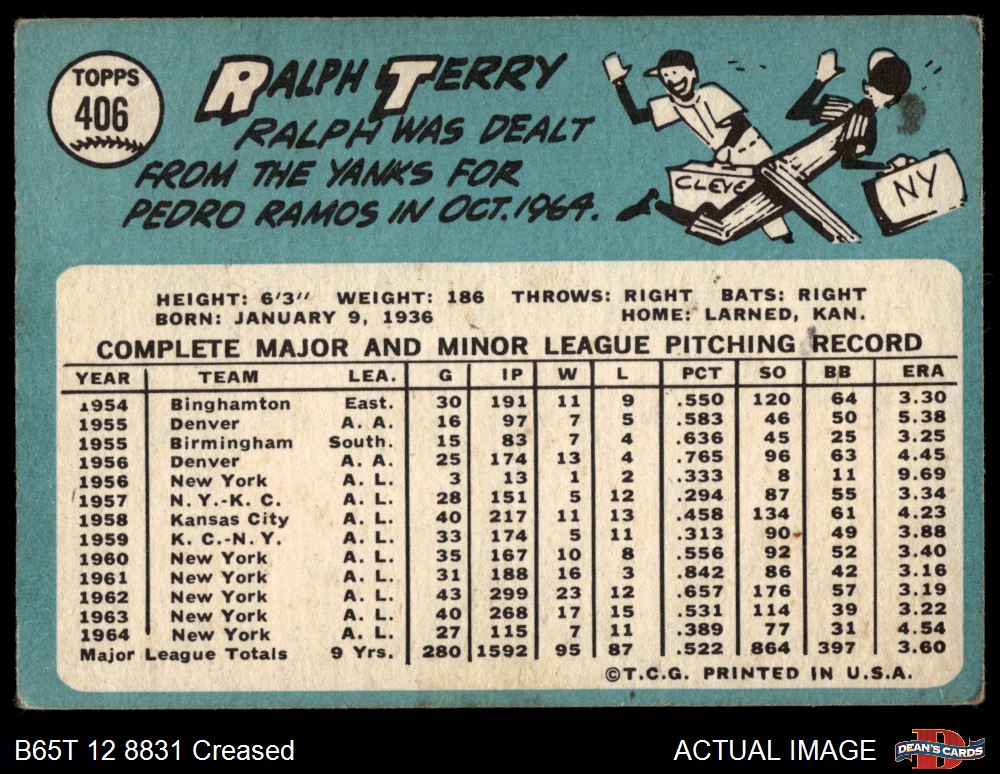 TOPPS
406
RALPH TERRY
RALPH WAS DEALT
FROM THE YANKS FOR
PEDRO RAMOS IN OCT. 1964.
CLEVE
NY
HEIGHT: 6'3" WEIGHT: 186 THROWS: RIGHT BATS: RIGHT
BORN: JANUARY 9, 1936 HOME: LARNED, KAN.
COMPLETE MAJOR AND MINOR LEAGUE PITCHING RECORD
YEAR TEAM LEA. G IP W L PCT SO BB ERA
1954 Binghamton East. 30 191 11 9 .550 120 64 3.30
1955 Denver A. A. 16 97 7 5 .583 46 50 5.38
1955 Birmingham South. 15 83 7 4 .636 45 25 3.25
1956 Denver A. A. 25 174 13 4 .765 96 63 4.45
1956 New York A. L. 3 13 1 2 .333 8 11 9.69
1957 N. Y.-K. C. A. L. 28 151 5 12 .294 87 55 3.34
1958 Kansas City A. L. 40 217 11 13 .458 134 61 4.23
1959 K. C.-N. Y. A. L. 33 174 5 11 .313 90 49 3.88
1960 New York A. L. 35 167 10 8 .556 92 52 3.40
1961 New York A. L. 31 188 16 3 .842 86 42 3.16
1962 New York A. L. 43 299 23 12 .657 176 57 3.19
1963 New York A. L. 40 268 17 15 .531 114 39 3.22
1964 New York A. L. 27 115 7 11 .389 77 31 4.54
Major League Totals 9 Yrs. 280 1592 95 87 .522 864 397 3.60
©T.C.G. PRINTED IN U.S.A.
B65T 12 8831 Creased ACTUAL IMAGE
D
DEAN'S CARDS